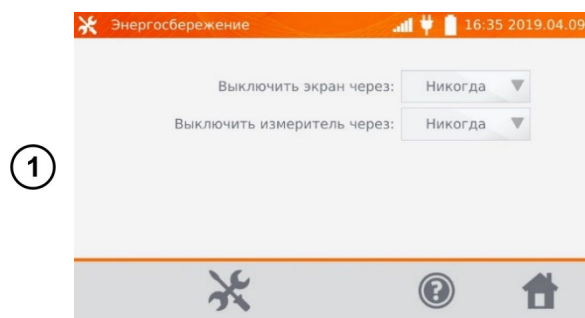 Энергосбережение 16:35 2019.04.09
Выключить экран через: Никогда
Выключить измеритель через: Никогда
1
?